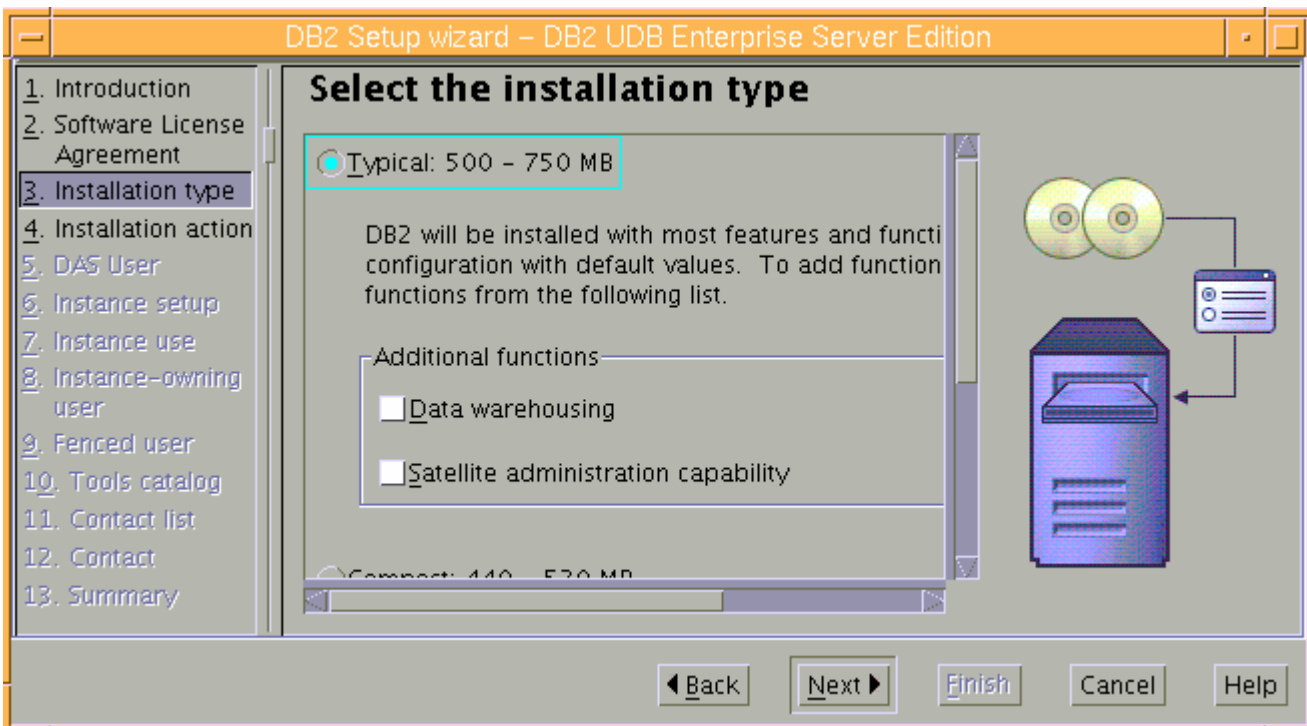 DB2 Setup wizard – DB2 UDB Enterprise Server Edition
1. Introduction
2. Software License
Agreement
3. Installation type
4. Installation action
5. DAS User
6. Instance setup
7. Instance use
8. Instance-owning
user
9. Fenced user
10. Tools catalog
11. Contact list
12. Contact
13. Summary
Select the installation type
Typical: 500 – 750 MB
DB2 will be installed with most features and functi
configuration with default values. To add function
functions from the following list.
Additional functions
Data warehousing
Satellite administration capability
Compact: 440 –
Back
Next
Finish
Cancel
Help